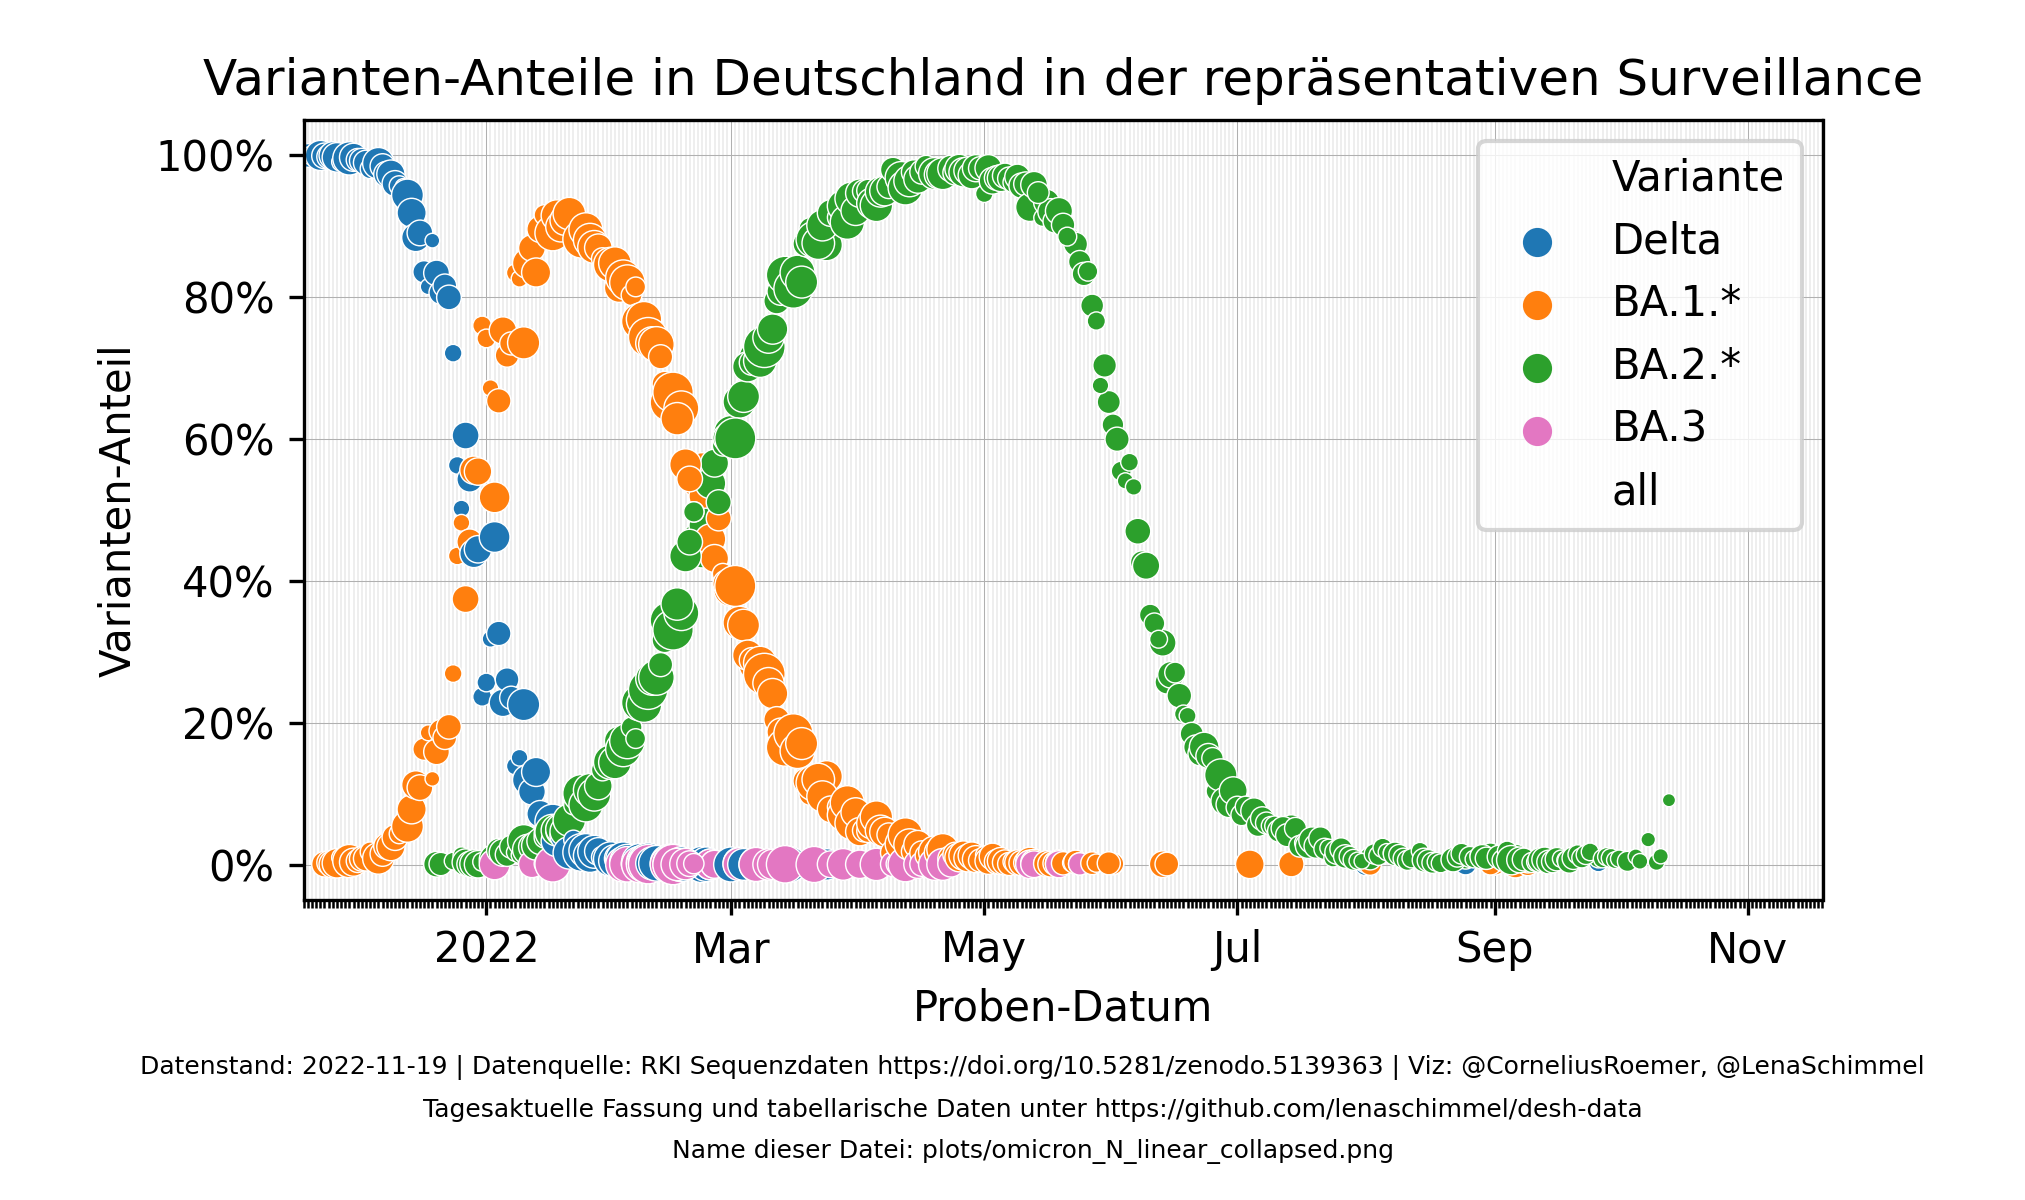 Varianten-Anteile in Deutschland in der repräsentativen Surveillance
100%
80%
60%
40%
20%
0%
Varianten-Anteil
Variante
Delta
BA.1.*
BA.2.*
BA.3
all
2022 Mar May Jul Sep Nov
Proben-Datum
Datenstand: 2022-11-19 | Datenquelle: RKI Sequenzdaten https://doi.org/10.5281/zenodo.5139363 | Viz: @CorneliusRoemer, @LenaSchimmel
Tagesaktuelle Fassung und tabellarische Daten unter https://github.com/lenaschimmel/desh-data
Name dieser Datei: plots/omicron_N_linear_collapsed.png